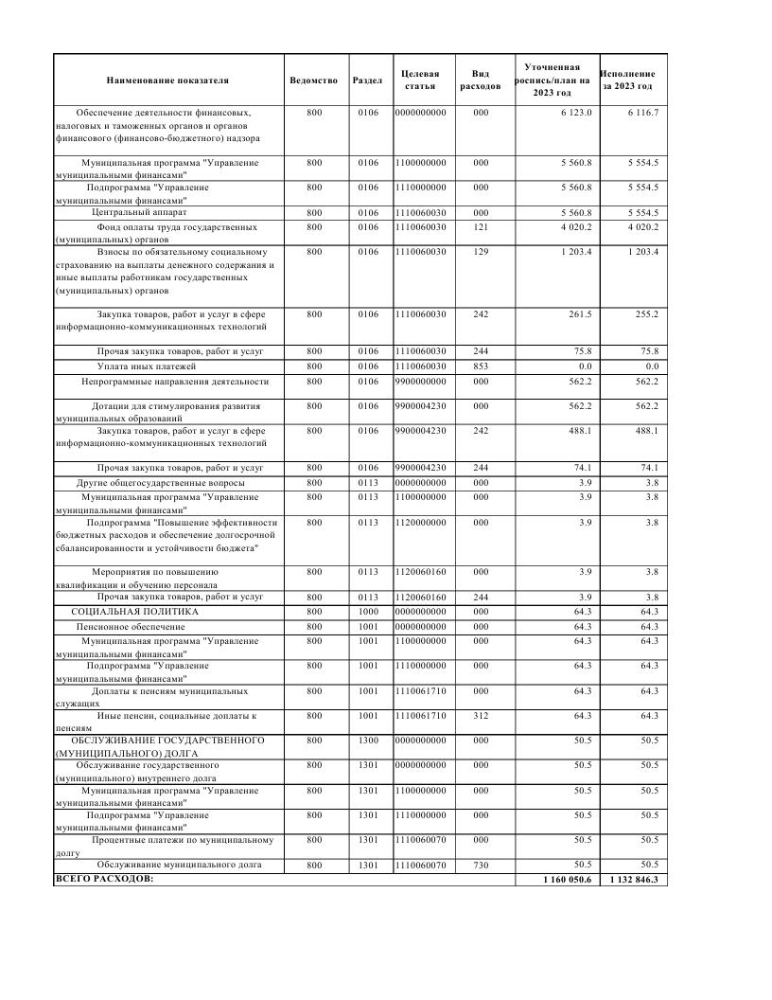 Наименование показателя Ведомство Раздел Целевая статья Вид расходов Уточненная роспись/план на 2023 год Исполнение за 2023 год
Обеспечение деятельности финансовых, 800 0106 0000000000 000 6 123.0 6 116.7
налоговых и таможенных органов и органов
финансового (финансово-бюджетного) надзора
Муниципальная программа "Управление 800 0106 1100000000 000 5 560.8 5 554.5
муниципальными финансами"
Подпрограмма "Управление 800 0106 1110000000 000 5 560.8 5 554.5
муниципальными финансами"
Центральный аппарат 800 0106 1110060030 000 5 560.8 5 554.5
Фонд оплаты труда государственных 800 0106 1110060030 121 4 020.2 4 020.2
(муниципальных) органов
Взносы по обязательному социальному 800 0106 1110060030 129 1 203.4 1 203.4
страхованию на выплаты денежного содержания и
иные выплаты работникам государственных
(муниципальных) органов
Закупка товаров, работ и услуг в сфере 800 0106 1110060030 242 261.5 255.2
информационно-коммуникационных технологий
Прочая закупка товаров, работ и услуг 800 0106 1110060030 244 75.8 75.8
Уплата иных платежей 800 0106 1110060030 853 0.0 0.0
Непрограммные направления деятельности 800 0106 9900000000 000 562.2 562.2
Дотации для стимулирования развития 800 0106 9900004230 000 562.2 562.2
муниципальных образований
Закупка товаров, работ и услуг в сфере 800 0106 9900004230 242 488.1 488.1
информационно-коммуникационных технологий
Прочая закупка товаров, работ и услуг 800 0106 9900004230 244 74.1 74.1
Другие общегосударственные вопросы 800 0113 0000000000 000 3.9 3.8
Муниципальная программа "Управление 800 0113 1100000000 000 3.9 3.8
муниципальными финансами"
Подпрограмма "Повышение эффективности 800 0113 1120000000 000 3.9 3.8
бюджетных расходов и обеспечение долгосрочной
сбалансированности и устойчивости бюджета"
Мероприятия по повышению 800 0113 1120060160 000 3.9 3.8
квалификации и обучению персонала
Прочая закупка товаров, работ и услуг 800 0113 1120060160 244 3.9 3.8
СОЦИАЛЬНАЯ ПОЛИТИКА 800 1000 0000000000 000 64.3 64.3
Пенсионное обеспечение 800 1001 0000000000 000 64.3 64.3
Муниципальная программа "Управление 800 1001 1100000000 000 64.3 64.3
муниципальными финансами"
Подпрограмма "Управление 800 1001 1110000000 000 64.3 64.3
муниципальными финансами"
Доплаты к пенсиям муниципальных 800 1001 1110061710 000 64.3 64.3
служащих
Иные пенсии, социальные доплаты к 800 1001 1110061710 312 64.3 64.3
пенсиям
ОБСЛУЖИВАНИЕ ГОСУДАРСТВЕННОГО 800 1300 0000000000 000 50.5 50.5
(МУНИЦИПАЛЬНОГО) ДОЛГА
Обслуживание государственного 800 1301 0000000000 000 50.5 50.5
(муниципального) внутреннего долга
Муниципальная программа "Управление 800 1301 1100000000 000 50.5 50.5
муниципальными финансами"
Подпрограмма "Управление 800 1301 1110000000 000 50.5 50.5
муниципальными финансами"
Процентные платежи по муниципальному 800 1301 1110060070 000 50.5 50.5
долгу
Обслуживание муниципального долга 800 1301 1110060070 730 50.5 50.5
ВСЕГО РАСХОДОВ: 1 160 050.6 1 132 846.3